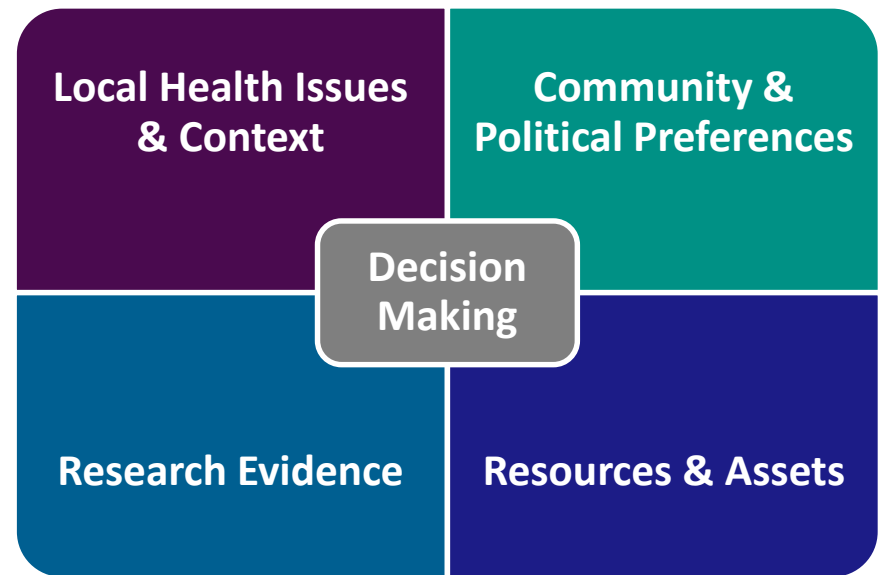 Local Health Issues
& Context
Community &
Political Preferences
Decision
Making
Research Evidence
Resources & Assets